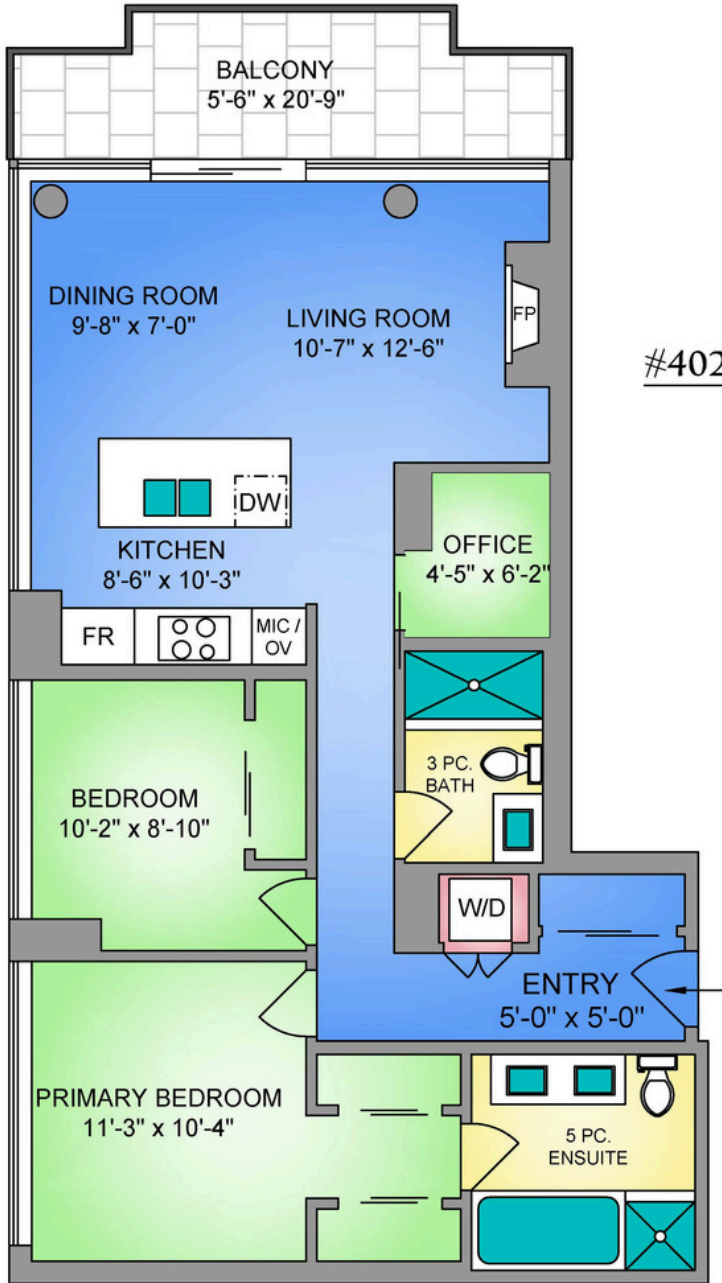 BALCONY
5'-6" x 20'-9"
DINING ROOM
9'-8" x 7'-0"
LIVING ROOM
10'-7" x 12'-6"
FP
#402
DW
KITCHEN
8'-6" x 10'-3"
OFFICE
4'-5" x 6'-2"
FR
MIC /
OV
3 PC.
BATH
BEDROOM
10'-2" x 8'-10"
W/D
ENTRY
5'-0" x 5'-0"
PRIMARY BEDROOM
11'-3" x 10'-4"
5 PC.
ENSUITE